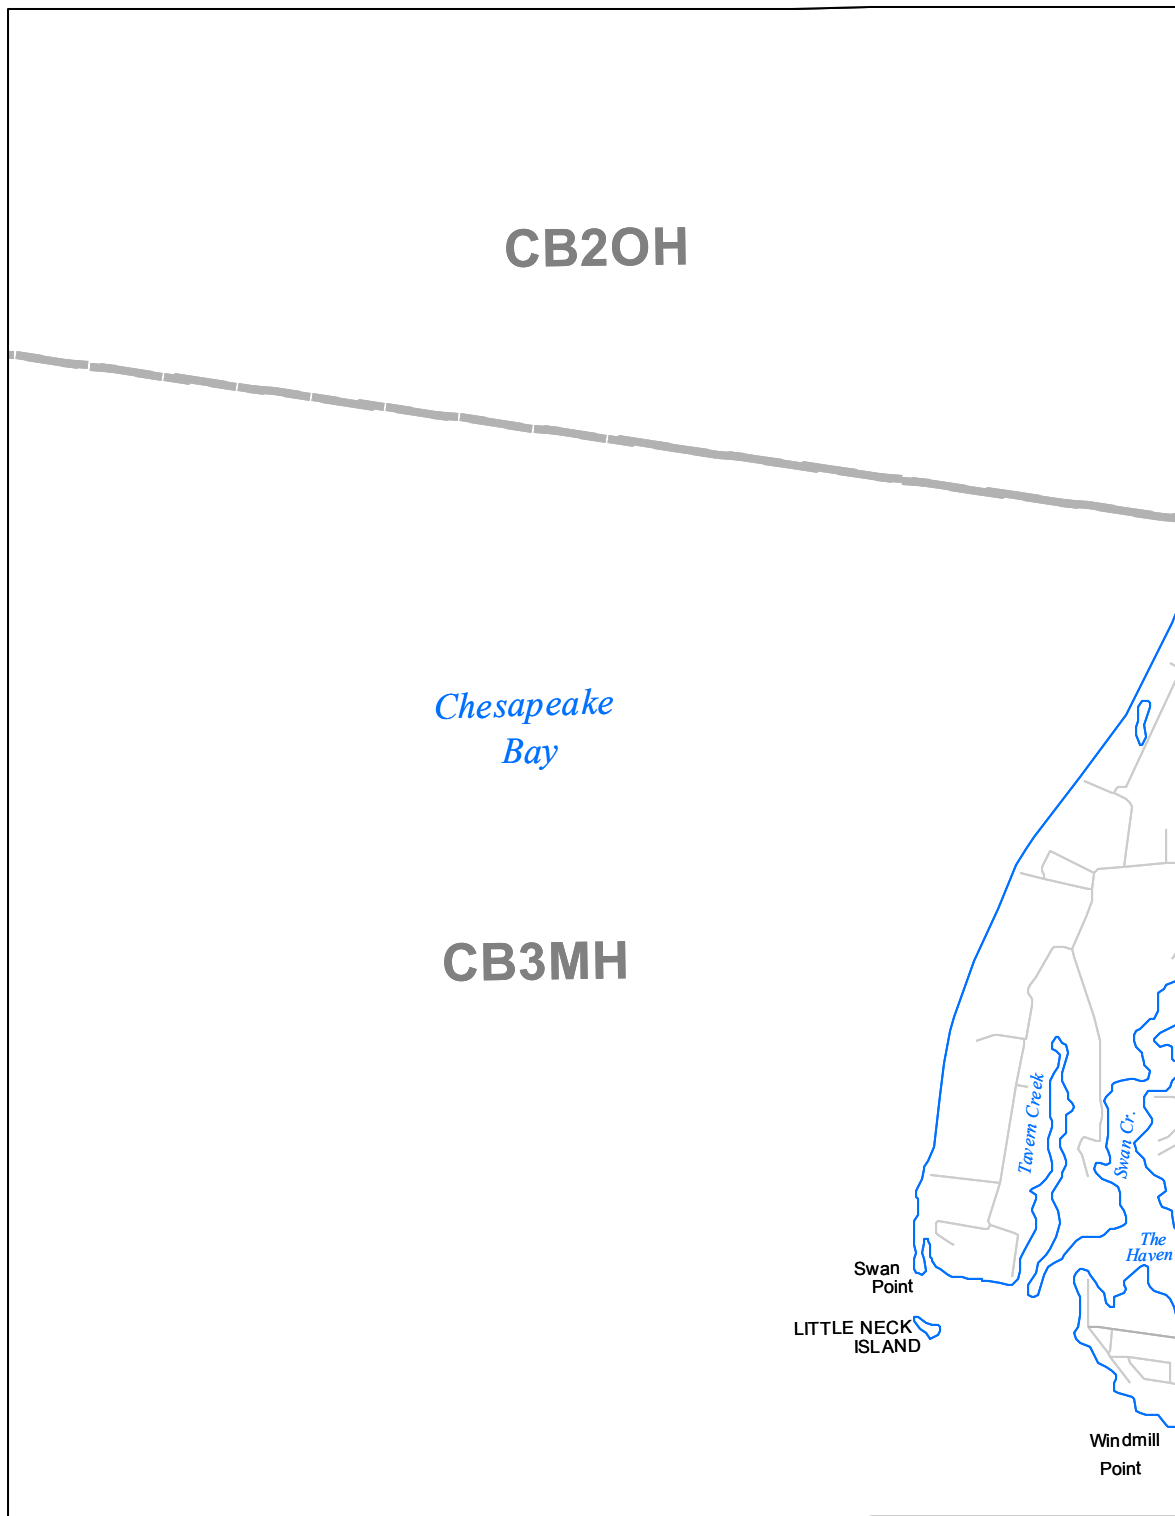 CB2OH
Chesapeake
Bay
CB3MH
Tavern Creek
Swan Cr.
The
Haven
Swan
Point
LITTLE NECK
ISLAND
Windmill
Point